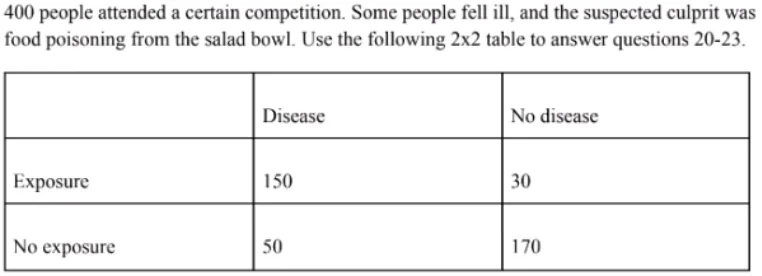 400 people attended a certain competition. Some people fell ill, and the suspected culprit was
food poisoning from the salad bowl. Use the following 2x2 table to answer questions 20-23.
Disease No disease
Exposure 150 30
No exposure 50 170